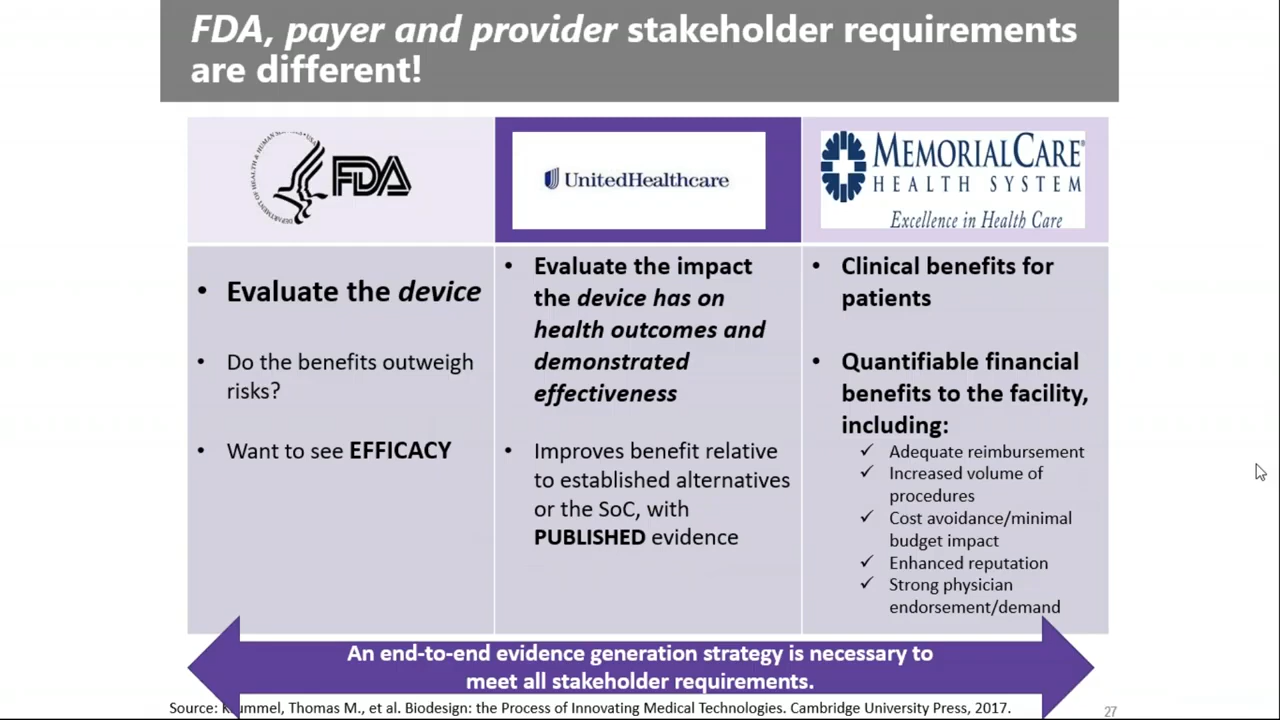 FDA, payer and provider stakeholder requirements
are different!
FDA
UnitedHealthcare
MEMORIALCARE®
HEALTH SYSTEM
Excellence in Health Care
• Evaluate the device
• Do the benefits outweigh
risks?
• Want to see EFFICACY
• Evaluate the impact
the device has on
health outcomes and
demonstrated
effectiveness
• Improves benefit relative
to established alternatives
or the SoC, with
PUBLISHED evidence
• Clinical benefits for
patients
• Quantifiable financial
benefits to the facility,
including:
✓ Adequate reimbursement
✓ Increased volume of
procedures
✓ Cost avoidance/minimal
budget impact
✓ Enhanced reputation
✓ Strong physician
endorsement/demand
An end-to-end evidence generation strategy is necessary to
meet all stakeholder requirements.
Source: Thomas M., et al. Biodesign: the Process of Innovating Medical Technologies. Cambridge University Press, 2017.
27